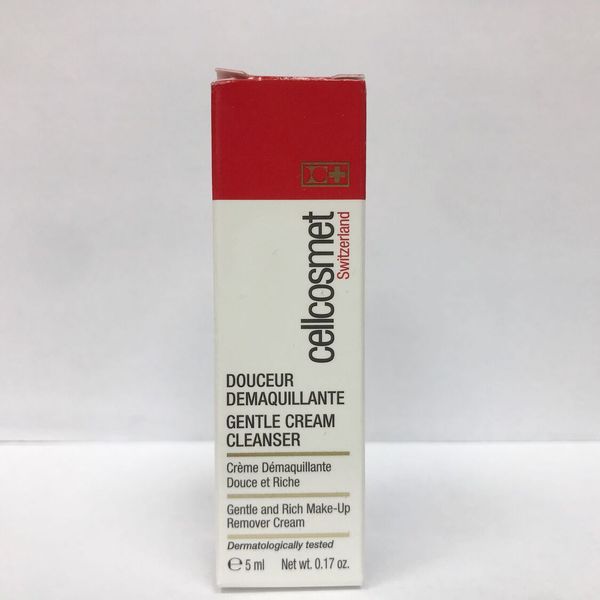 C+
cellcosmet
Switzerland
DOUCEUR
DEMAQUILLANTE
GENTLE CREAM
CLEANSER
Crème Démaquillante
Douce et Riche
Gentle and Rich Make-Up
Remover Cream
Dermatologically tested
℮ 5 ml Net wt. 0.17 oz.